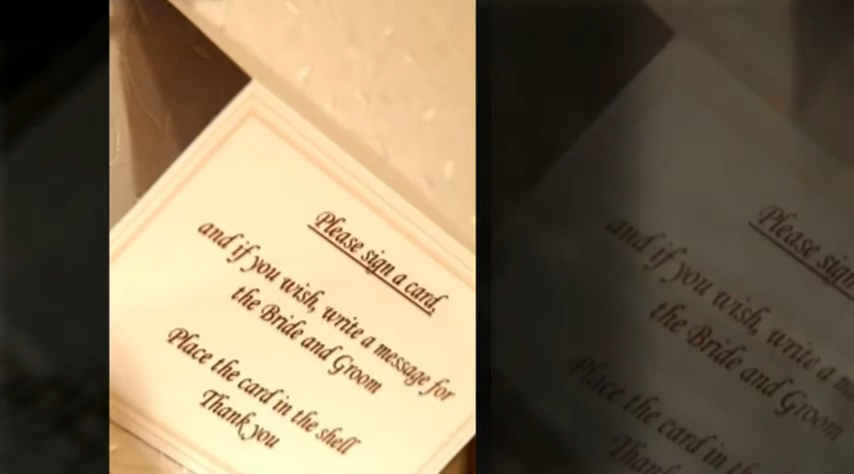 Please sign a card,
and if you wish, write a message for
the Bride and Groom
Place the card in the shell
Thank you